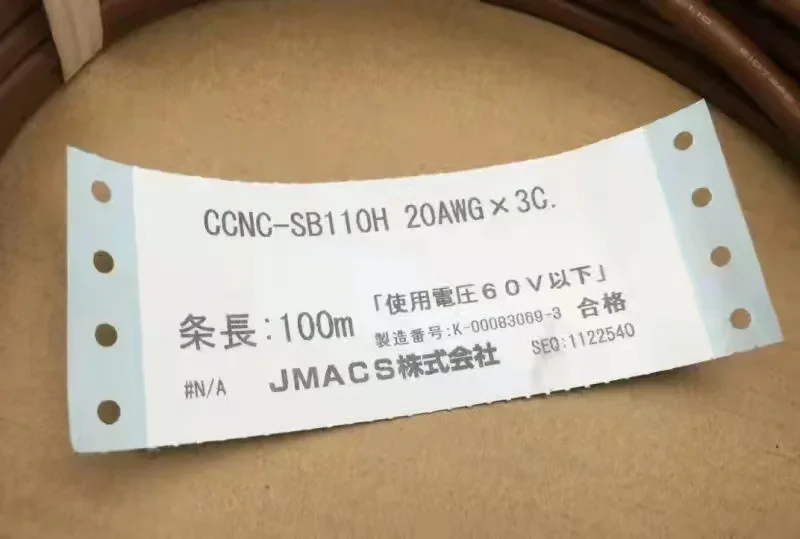 CCNC-SB110H 20AWG×3C.
「使用電圧60V以下」
条長:100m
製造番号:K-00083069-3 合格
#N/A JMACS株式会社 SEQ:1122540